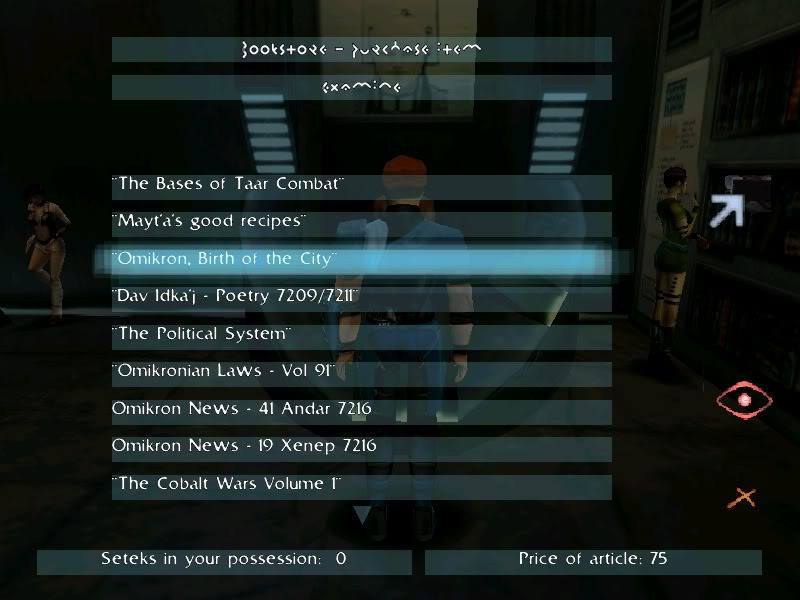 Bookstore - purchase item
examine
"The Bases of Taar Combat"
"Mayt'a's good recipes"
"Omikron, Birth of the City"
"Dav Idka'j - Poetry 7209/7211"
"The Political System"
"Omikronian Laws - Vol 91"
Omikron News - 41 Andar 7216
Omikron News - 19 Xenep 7216
"The Cobalt Wars Volume 1"
Seteks in your possession: 0
Price of article: 75